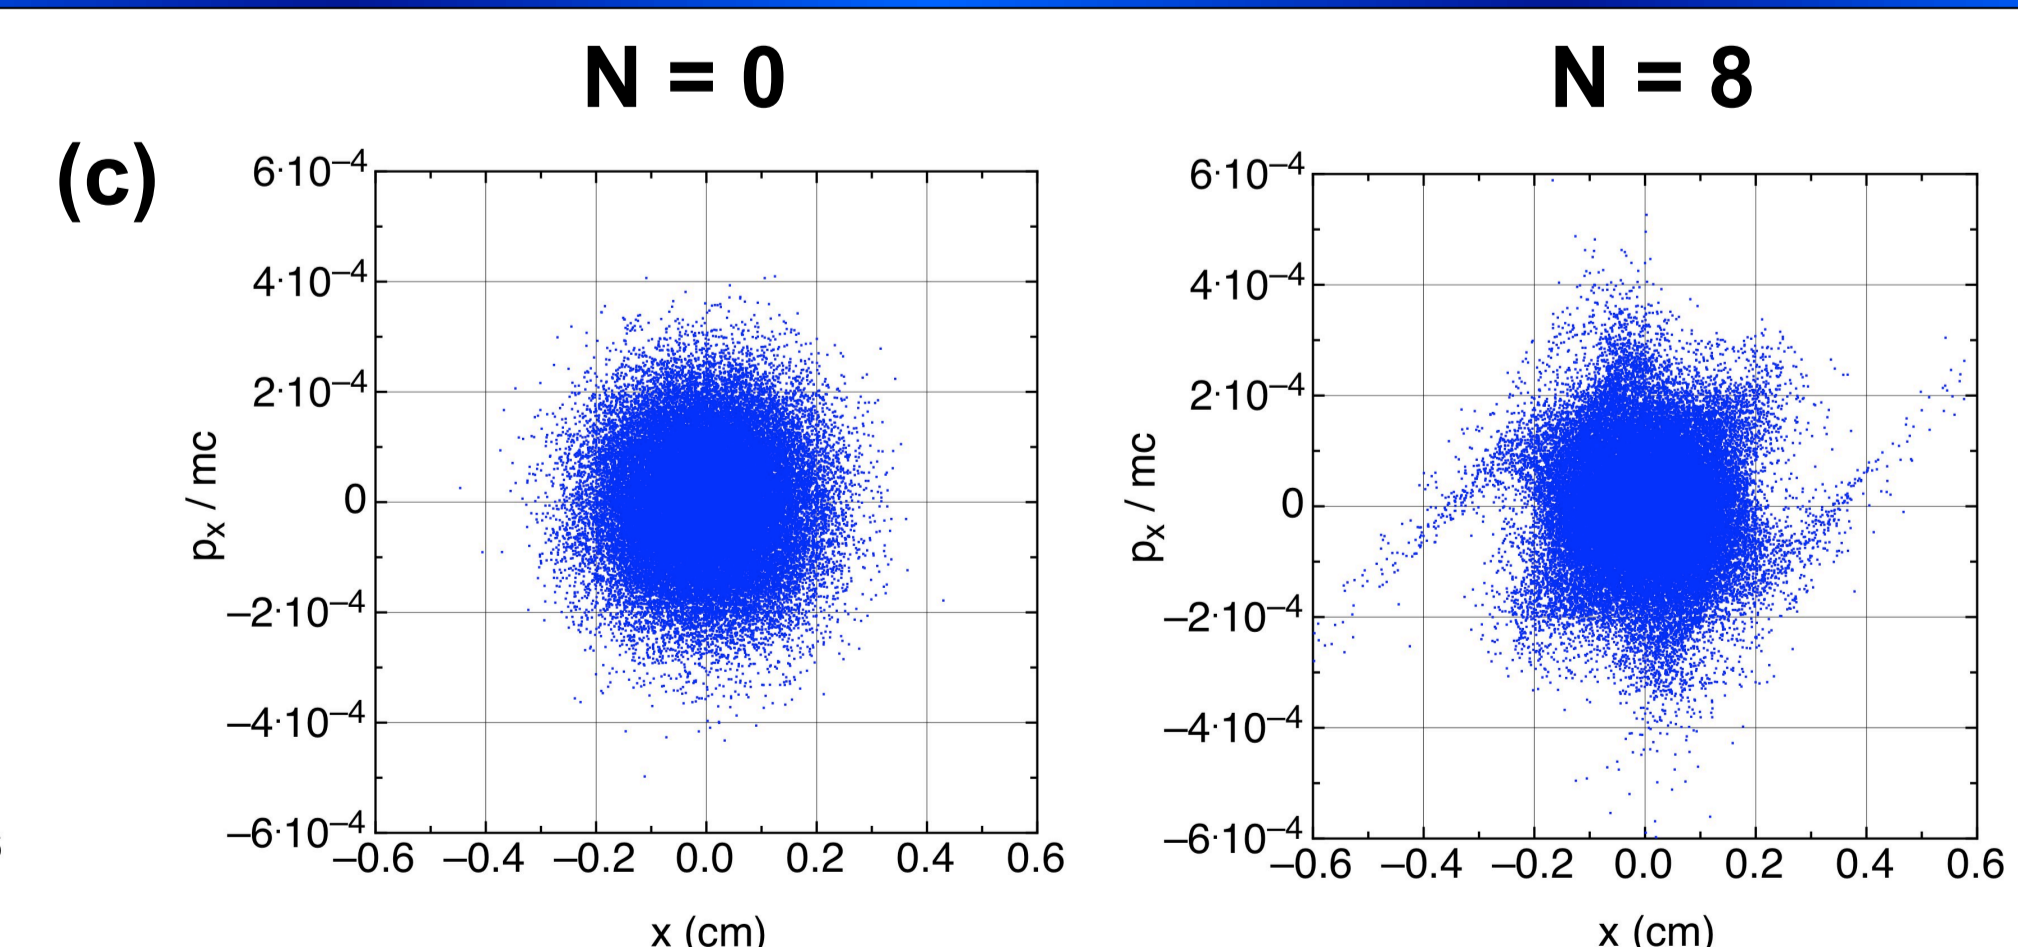 N = 0
N = 8
(c)
6·10⁻⁴
4·10⁻⁴
2·10⁻⁴
0
−2·10⁻⁴
−4·10⁻⁴
−6·10⁻⁴
pₓ / mc
−0.6 −0.4 −0.2 0.0 0.2 0.4 0.6
x (cm)
6·10⁻⁴
4·10⁻⁴
2·10⁻⁴
0
−2·10⁻⁴
−4·10⁻⁴
−6·10⁻⁴
pₓ / mc
−0.6 −0.4 −0.2 0.0 0.2 0.4 0.6
x (cm)